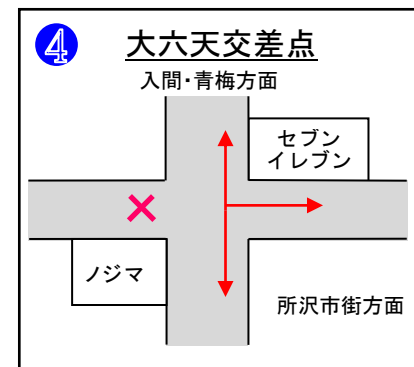 4
大六天交差点
入間・青梅方面
セブン
イレブン
ノジマ
所沢市街方面